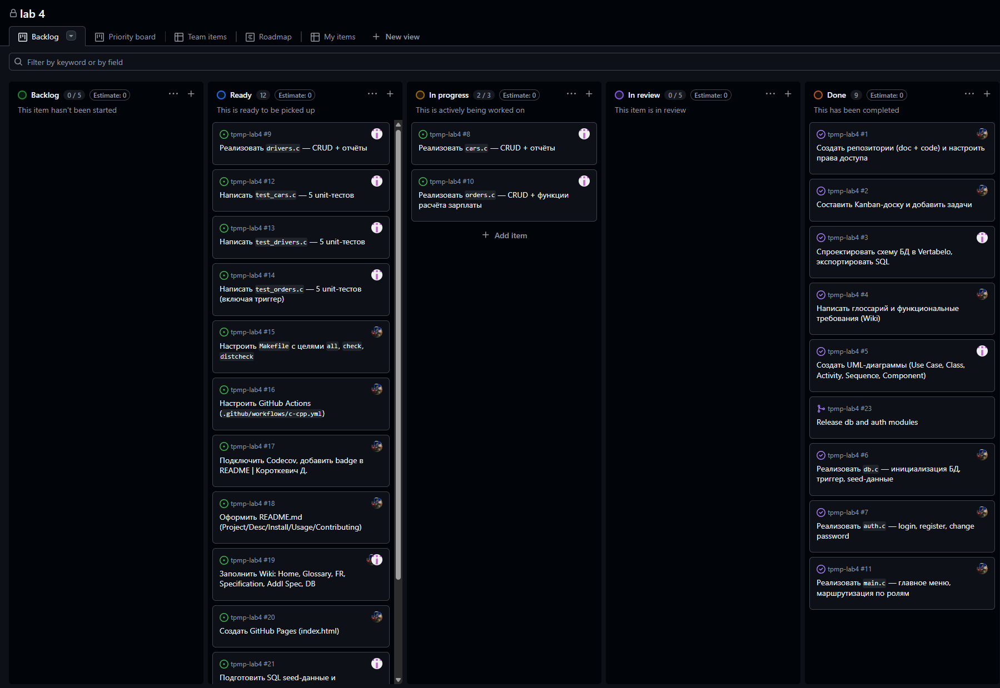 lab 4
Backlog
Priority board
Team items
Roadmap
My items
New view
Filter by keyword or by field
Backlog 0 / 5 Estimate: 0
This item hasn't been started
Ready 12 Estimate: 0
This is ready to be picked up
tpmp-lab4 #9
Реализовать drivers.c — CRUD + отчёты
tpmp-lab4 #12
Написать test_cars.c — 5 unit-тестов
tpmp-lab4 #13
Написать test_drivers.c — 5 unit-тестов
tpmp-lab4 #14
Написать test_orders.c — 5 unit-тестов
(включая триггер)
tpmp-lab4 #15
Настроить Makefile с целями all, check,
distcheck
tpmp-lab4 #16
Настроить GitHub Actions
(.github/workflows/c-cpp.yml)
tpmp-lab4 #17
Подключить Codecov, добавить badge в
README | Короткевич Д.
tpmp-lab4 #18
Оформить README.md
(Project/Desc/Install/Usage/Contributing)
tpmp-lab4 #19
Заполнить Wiki: Home, Glossary, FR,
Specification, Addl Spec, DB
tpmp-lab4 #20
Создать GitHub Pages (index.html)
tpmp-lab4 #21
Подготовить SQL seed-данные и
In progress 2 / 3 Estimate: 0
This is actively being worked on
tpmp-lab4 #8
Реализовать cars.c — CRUD + отчёты
tpmp-lab4 #10
Реализовать orders.c — CRUD + функции
расчёта зарплаты
Add item
In review 0 / 5 Estimate: 0
This item is in review
Done 9 Estimate: 0
This has been completed
tpmp-lab4 #1
Создать репозитории (doc + code) и настроить
права доступа
tpmp-lab4 #2
Составить Kanban-доску и добавить задачи
tpmp-lab4 #3
Спроектировать схему БД в Vertabelo,
экспортировать SQL
tpmp-lab4 #4
Написать глоссарий и функциональные
требования (Wiki)
tpmp-lab4 #5
Создать UML-диаграммы (Use Case, Class,
Activity, Sequence, Component)
tpmp-lab4 #23
Release db and auth modules
tpmp-lab4 #6
Реализовать db.c — инициализация БД,
триггер, seed-данные
tpmp-lab4 #7
Реализовать auth.c — login, register, change
password
tpmp-lab4 #11
Реализовать main.c — главное меню,
маршрутизация по ролям